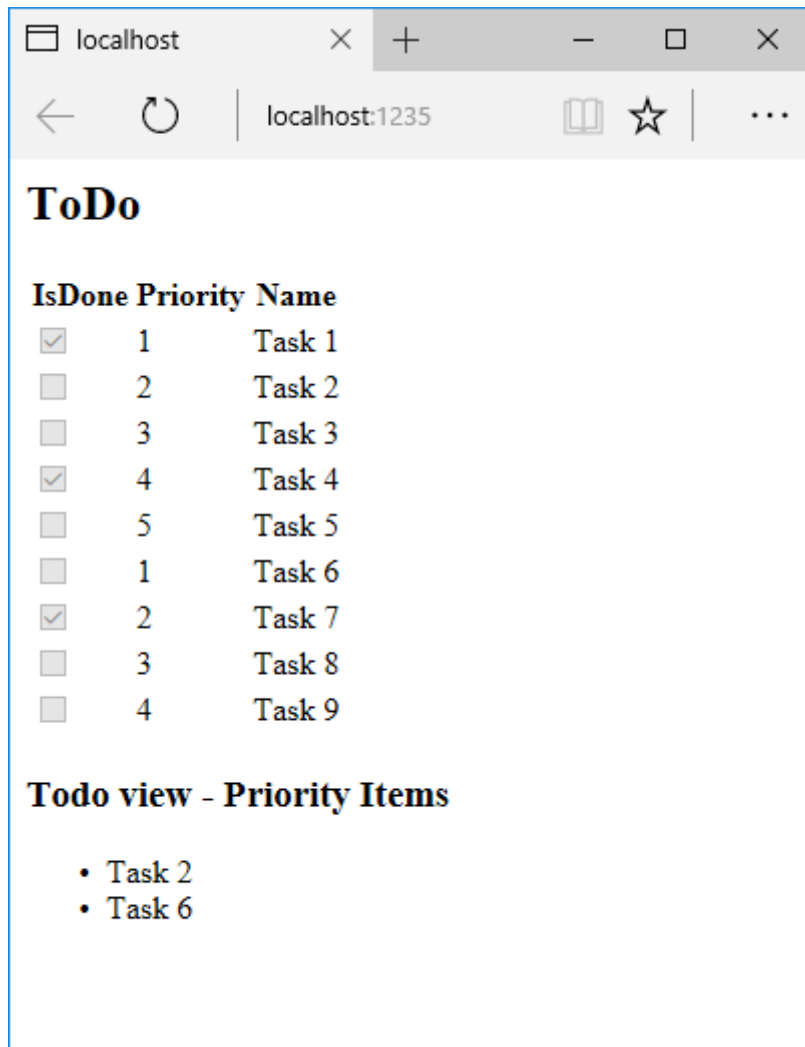 localhost
localhost:1235
ToDo
IsDone Priority Name
1 Task 1
2 Task 2
3 Task 3
4 Task 4
5 Task 5
1 Task 6
2 Task 7
3 Task 8
4 Task 9
Todo view - Priority Items
• Task 2
• Task 6